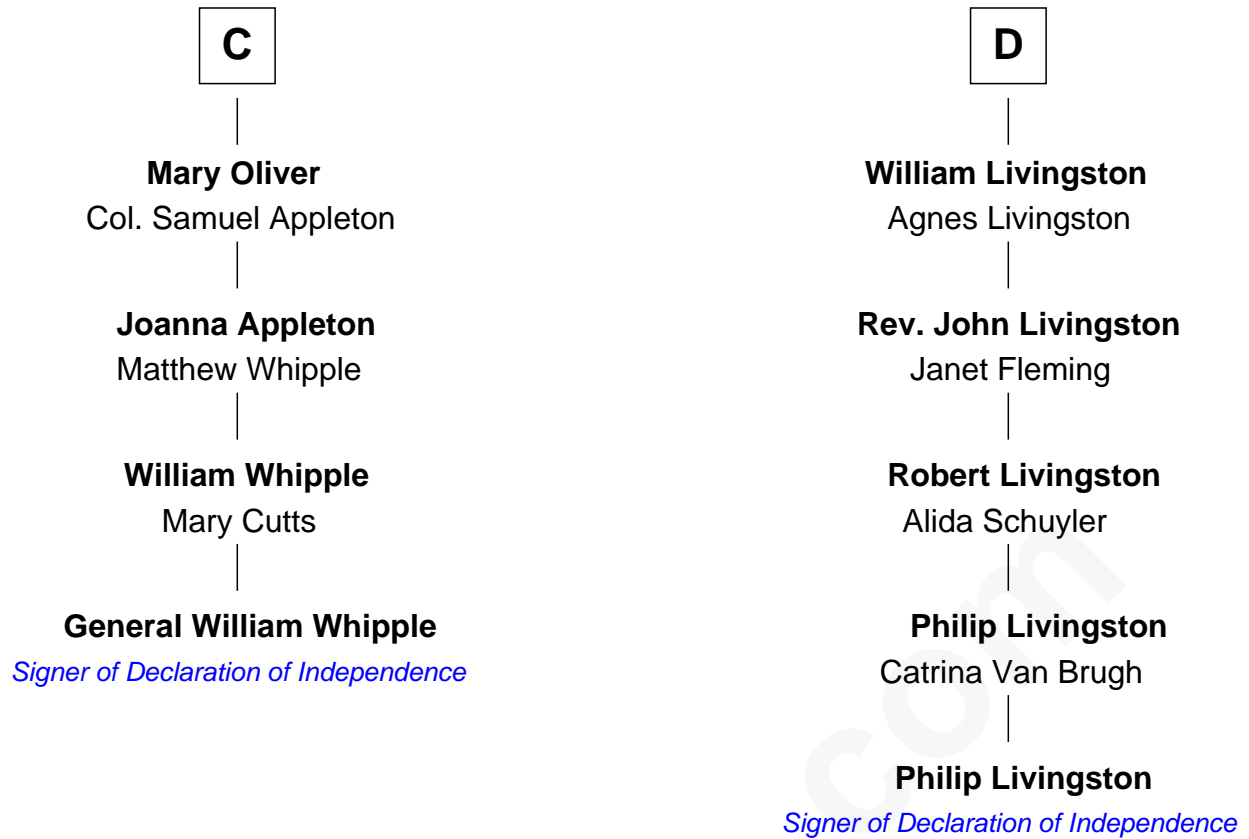 C
Mary Oliver
Col. Samuel Appleton
Joanna Appleton
Matthew Whipple
William Whipple
Mary Cutts
General William Whipple
Signer of Declaration of Independence
D
William Livingston
Agnes Livingston
Rev. John Livingston
Janet Fleming
Robert Livingston
Alida Schuyler
Philip Livingston
Catrina Van Brugh
Philip Livingston
Signer of Declaration of Independence
com